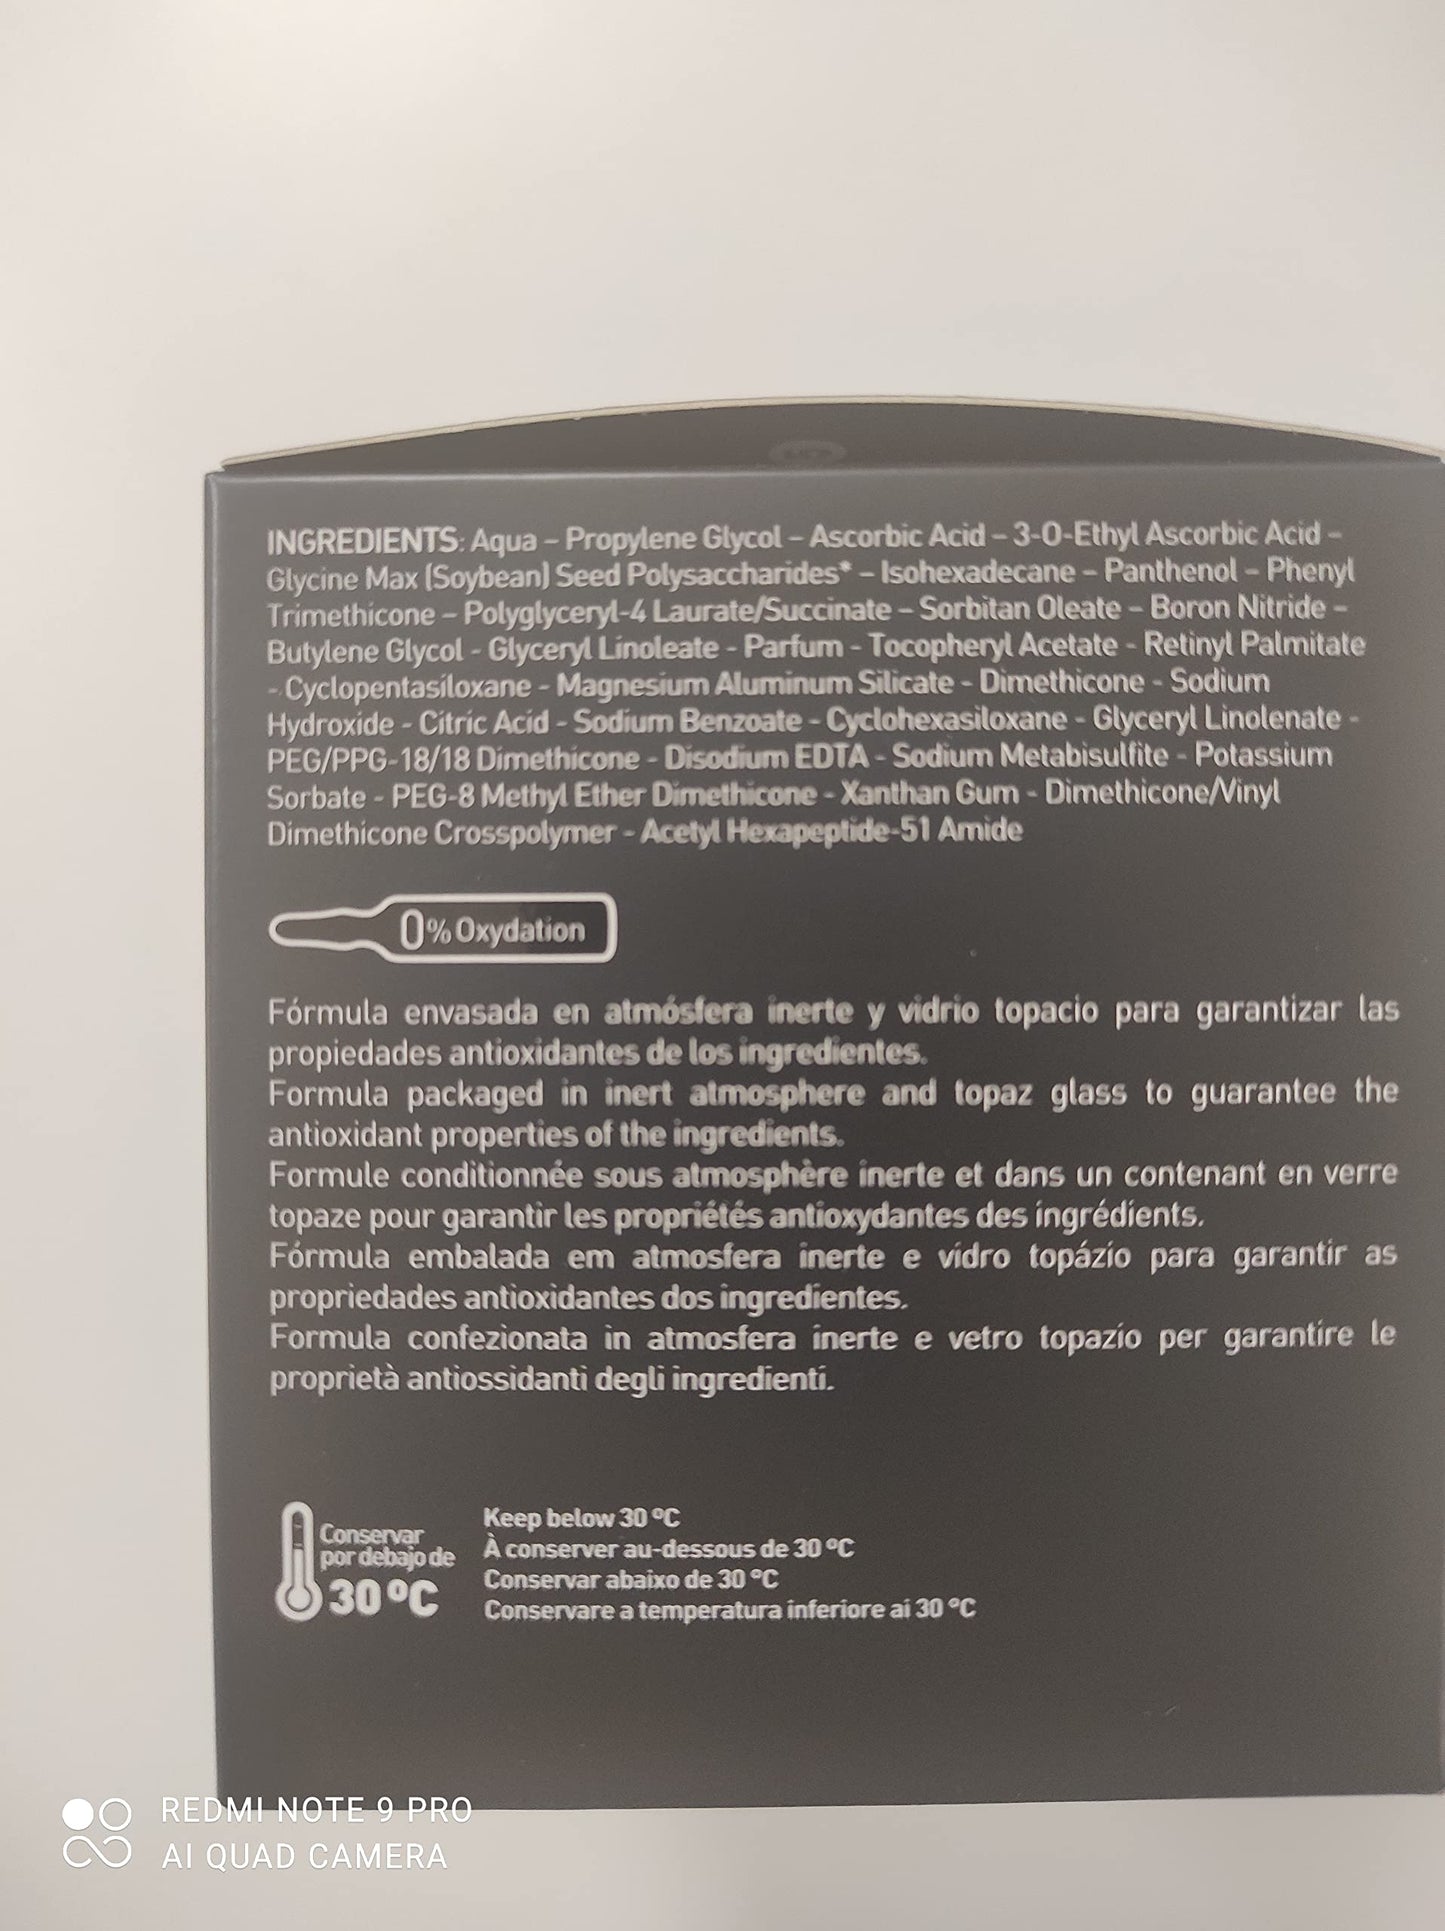 INGREDIENTS: Aqua – Propylene Glycol – Ascorbic Acid – 3-O-Ethyl Ascorbic Acid –
Glycine Max (Soybean) Seed Polysaccharides* – Isohexadecane – Panthenol – Phenyl
Trimethicone – Polyglyceryl-4 Laurate/Succinate – Sorbitan Oleate – Boron Nitride –
Butylene Glycol - Glyceryl Linoleate - Parfum - Tocopheryl Acetate - Retinyl Palmitate
- Cyclopentasiloxane - Magnesium Aluminum Silicate - Dimethicone - Sodium
Hydroxide - Citric Acid - Sodium Benzoate - Cyclohexasiloxane - Glyceryl Linolenate -
PEG/PPG-18/18 Dimethicone - Disodium EDTA - Sodium Metabisulfite - Potassium
Sorbate - PEG-8 Methyl Ether Dimethicone - Xanthan Gum - Dimethicone/Vinyl
Dimethicone Crosspolymer - Acetyl Hexapeptide-51 Amide
0% Oxydation
Fórmula envasada en atmósfera inerte y vidrio topacio para garantizar las
propiedades antioxidantes de los ingredientes.
Formula packaged in inert atmosphere and topaz glass to guarantee the
antioxidant properties of the ingredients.
Formule conditionnée sous atmosphère inerte et dans un contenant en verre
topaze pour garantir les propriétés antioxydantes des ingrédients.
Fórmula embalada em atmosfera inerte e vidro topázio para garantir as
propriedades antioxidantes dos ingredientes.
Formula confezionata in atmosfera inerte e vetro topazio per garantire le
proprietà antiossidanti degli ingredienti.
Conservar
por debajo de
30 ºC
Keep below 30 ºC
À conserver au-dessous de 30 ºC
Conservar abaixo de 30 ºC
Conservare a temperatura inferiore ai 30 ºC
REDMI NOTE 9 PRO
AI QUAD CAMERA